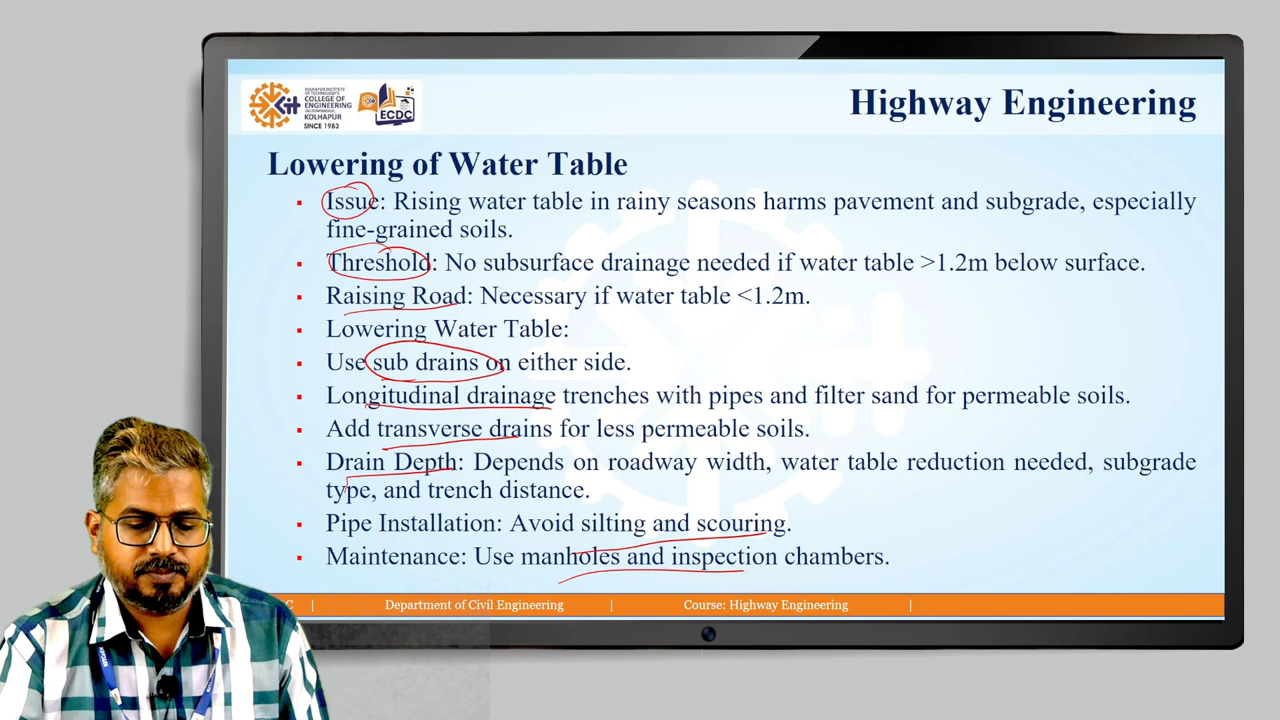 KOLHAPUR INSTITUTE
OF TECHNOLOGY'S
COLLEGE OF
ENGINEERING
(AUTONOMOUS),
KOLHAPUR
SINCE 1983
ECDC
Highway Engineering
Lowering of Water Table
▪ Issue: Rising water table in rainy seasons harms pavement and subgrade, especially
fine-grained soils.
▪ Threshold: No subsurface drainage needed if water table >1.2m below surface.
▪ Raising Road: Necessary if water table <1.2m.
▪ Lowering Water Table:
▪ Use sub drains on either side.
▪ Longitudinal drainage trenches with pipes and filter sand for permeable soils.
▪ Add transverse drains for less permeable soils.
▪ Drain Depth: Depends on roadway width, water table reduction needed, subgrade
type, and trench distance.
▪ Pipe Installation: Avoid silting and scouring.
▪ Maintenance: Use manholes and inspection chambers.
C | Department of Civil Engineering | Course: Highway Engineering |